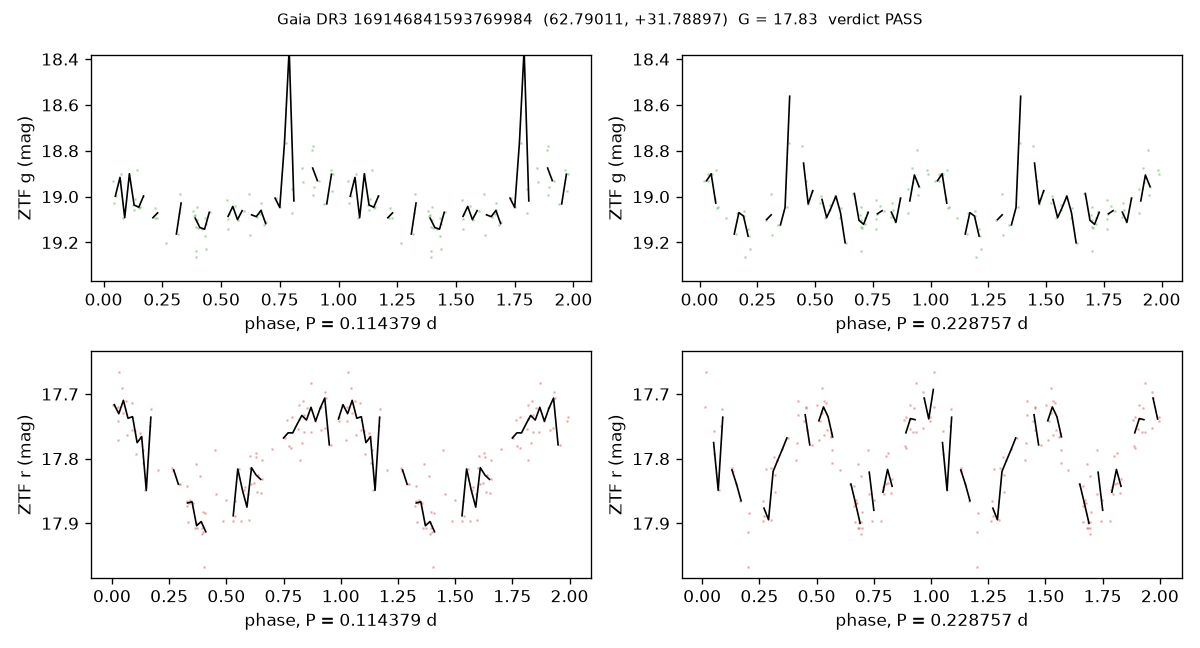 Gaia DR3 169146841593769984  (62.79011, +31.78897)  G = 17.83  verdict PASS
18.4
18.6
18.8
19.0
19.2
ZTF g (mag)
0.00 0.25 0.50 0.75 1.00 1.25 1.50 1.75 2.00
phase, P = 0.114379 d
18.4
18.6
18.8
19.0
19.2
ZTF g (mag)
0.00 0.25 0.50 0.75 1.00 1.25 1.50 1.75 2.00
phase, P = 0.228757 d
17.7
17.8
17.9
ZTF r (mag)
0.00 0.25 0.50 0.75 1.00 1.25 1.50 1.75 2.00
phase, P = 0.114379 d
17.7
17.8
17.9
ZTF r (mag)
0.00 0.25 0.50 0.75 1.00 1.25 1.50 1.75 2.00
phase, P = 0.228757 d